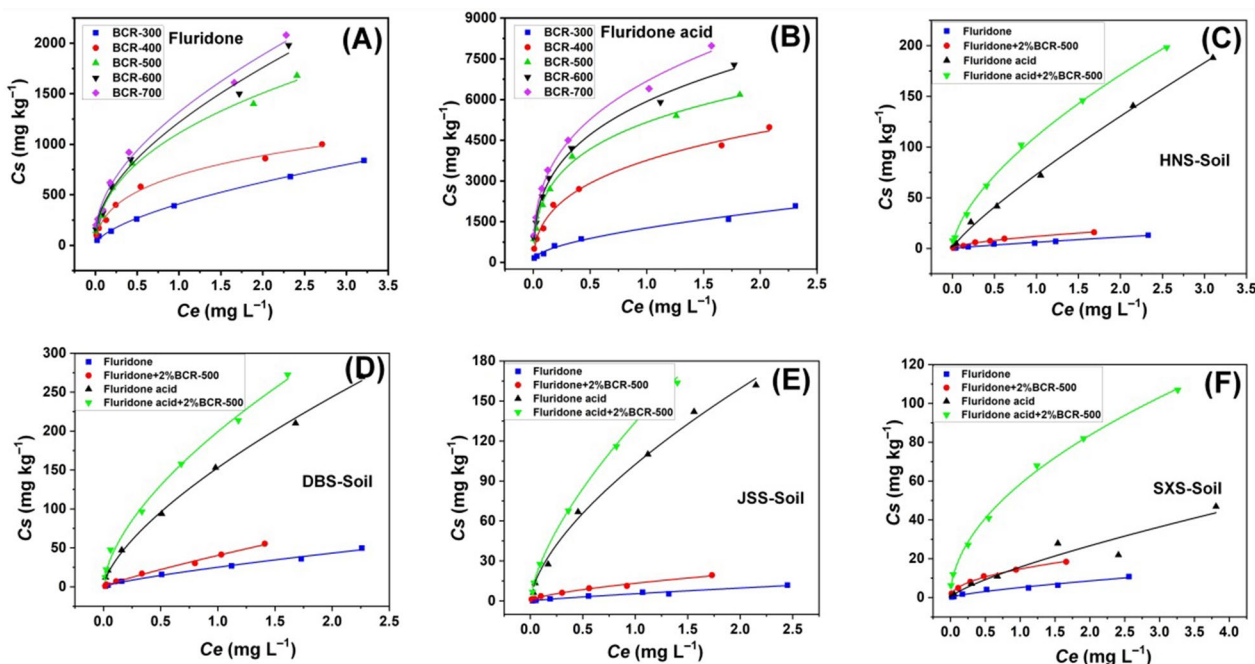 (A)
Fluridone
BCR-300
BCR-400
BCR-500
BCR-600
BCR-700
Cs (mg kg⁻¹)
2000
1500
1000
500
0
0.0 0.5 1.0 1.5 2.0 2.5 3.0 3.5
Ce (mg L⁻¹)
(B)
Fluridone acid
BCR-300
BCR-400
BCR-500
BCR-600
BCR-700
Cs (mg kg⁻¹)
9000
7500
6000
4500
3000
1500
0
0.0 0.5 1.0 1.5 2.0 2.5
Ce (mg L⁻¹)
(C)
Fluridone
Fluridone+2%BCR-500
Fluridone acid
Fluridone acid+2%BCR-500
HNS-Soil
Cs (mg kg⁻¹)
200
150
100
50
0
0.0 0.5 1.0 1.5 2.0 2.5 3.0 3.5
Ce (mg L⁻¹)
(D)
Fluridone
Fluridone+2%BCR-500
Fluridone acid
Fluridone acid+2%BCR-500
DBS-Soil
Cs (mg kg⁻¹)
300
250
200
150
100
50
0
0.0 0.5 1.0 1.5 2.0 2.5
Ce (mg L⁻¹)
(E)
Fluridone
Fluridone+2%BCR-500
Fluridone acid
Fluridone acid+2%BCR-500
JSS-Soil
Cs (mg kg⁻¹)
180
150
120
90
60
30
0
0.0 0.5 1.0 1.5 2.0 2.5
Ce (mg L⁻¹)
(F)
Fluridone
Fluridone+2%BCR-500
Fluridone acid
Fluridone acid+2%BCR-500
SXS-Soil
Cs (mg kg⁻¹)
120
100
80
60
40
20
0
0.0 0.5 1.0 1.5 2.0 2.5 3.0 3.5 4.0
Ce (mg L⁻¹)